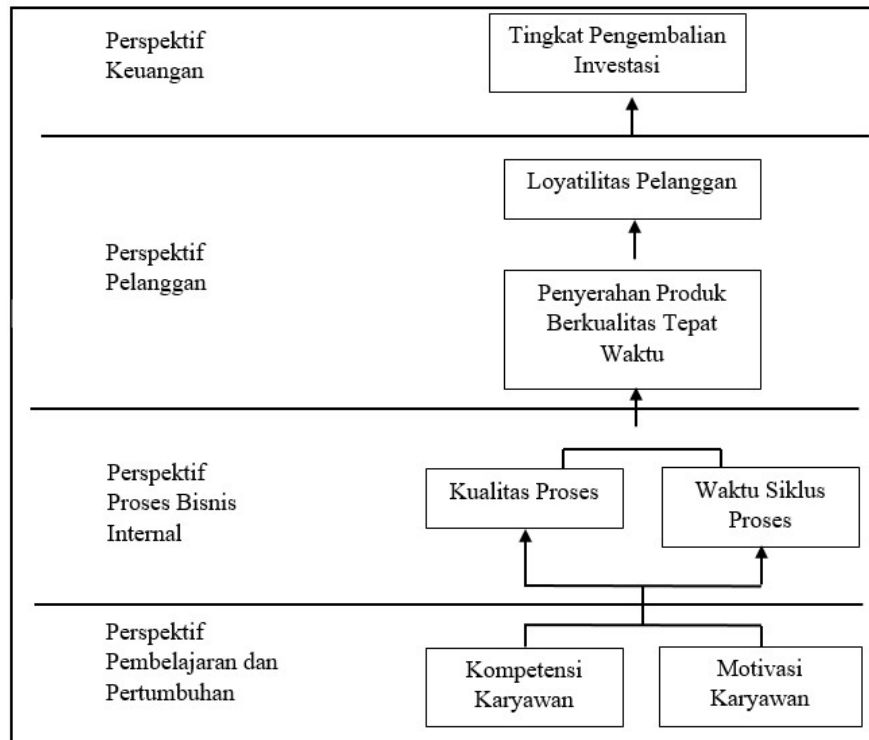 Perspektif
Keuangan
Tingkat Pengembalian
Investasi
Loyatilitas Pelanggan
Perspektif
Pelanggan
Penyerahan Produk
Berkualitas Tepat
Waktu
Perspektif
Proses Bisnis
Internal
Kualitas Proses
Waktu Siklus
Proses
Perspektif
Pembelajaran dan
Pertumbuhan
Kompetensi
Karyawan
Motivasi
Karyawan